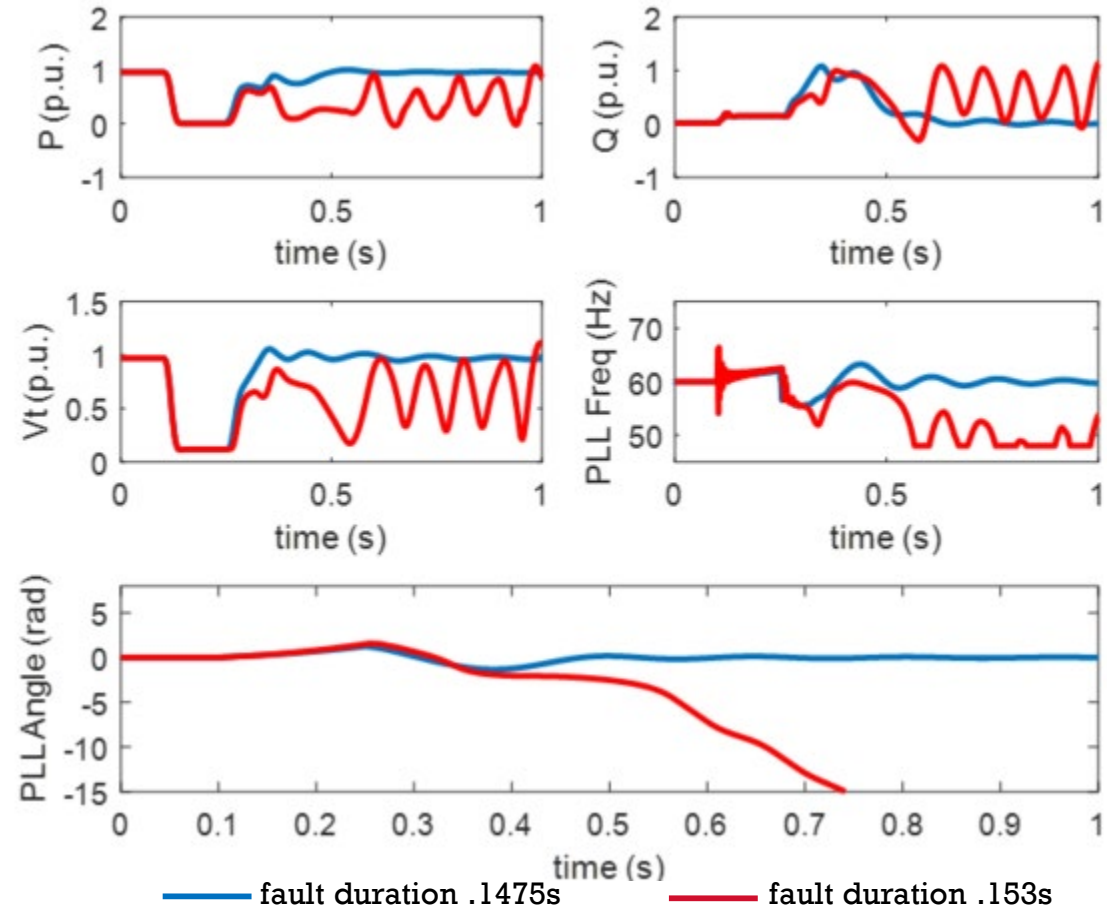 P (p.u.)
2
1
0
-1
0
0.5
1
time (s)
Q (p.u.)
2
1
0
-1
0
0.5
1
time (s)
Vt(p.u.)
1.5
1
0.5
0
0
0.5
1
time (s)
PLL Freq (Hz)
70
60
50
0
0.5
1
time (s)
PLLAngle (rad)
5
0
-5
-10
-15
0 0.1 0.2 0.3 0.4 0.5 0.6 0.7 0.8 0.9 1
time (s)
fault duration .1475s
fault duration .153s